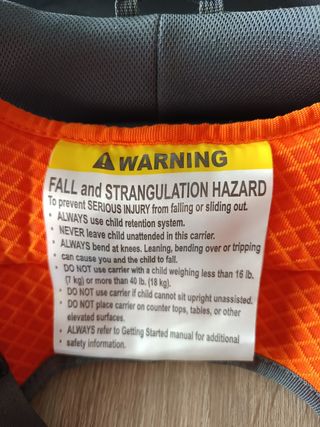 WARNING
FALL and STRANGULATION HAZARD
To prevent SERIOUS INJURY from falling or sliding out.
• ALWAYS use child retention system.
• NEVER leave child unattended in this carrier.
• ALWAYS bend at knees. Leaning, bending over or tripping
• can cause you and the child to fall.
• DO NOT use carrier with a child weighing less than 16 lb.
(7 kg) or more than 40 lb. (18 kg).
• DO NOT use carrier if child cannot sit upright unassisted.
• DO NOT place carrier on counter tops, tables, or other
elevated surfaces.
• ALWAYS refer to Getting Started manual for additional
safety information.